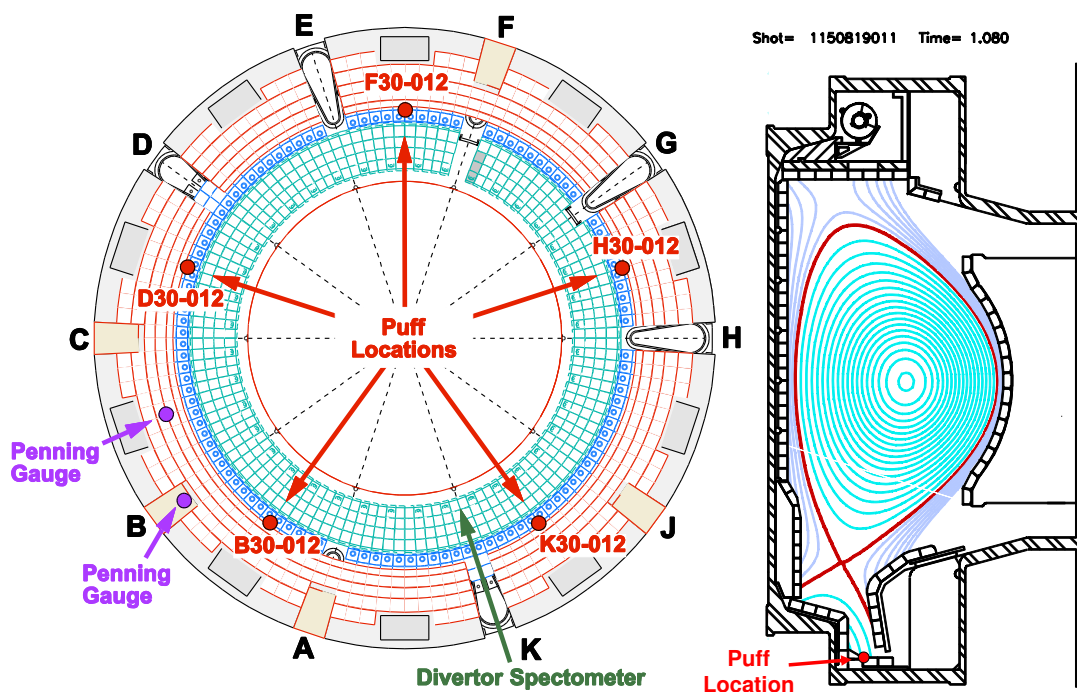 E
F
F30-012
D
G
H30-012
D30-012
C
Puff
Locations
H
Penning
Gauge
B
B30-012
K30-012
J
Penning
Gauge
A
K
Divertor Spectometer
Shot= 1150819011 Time= 1.080
Puff
Location